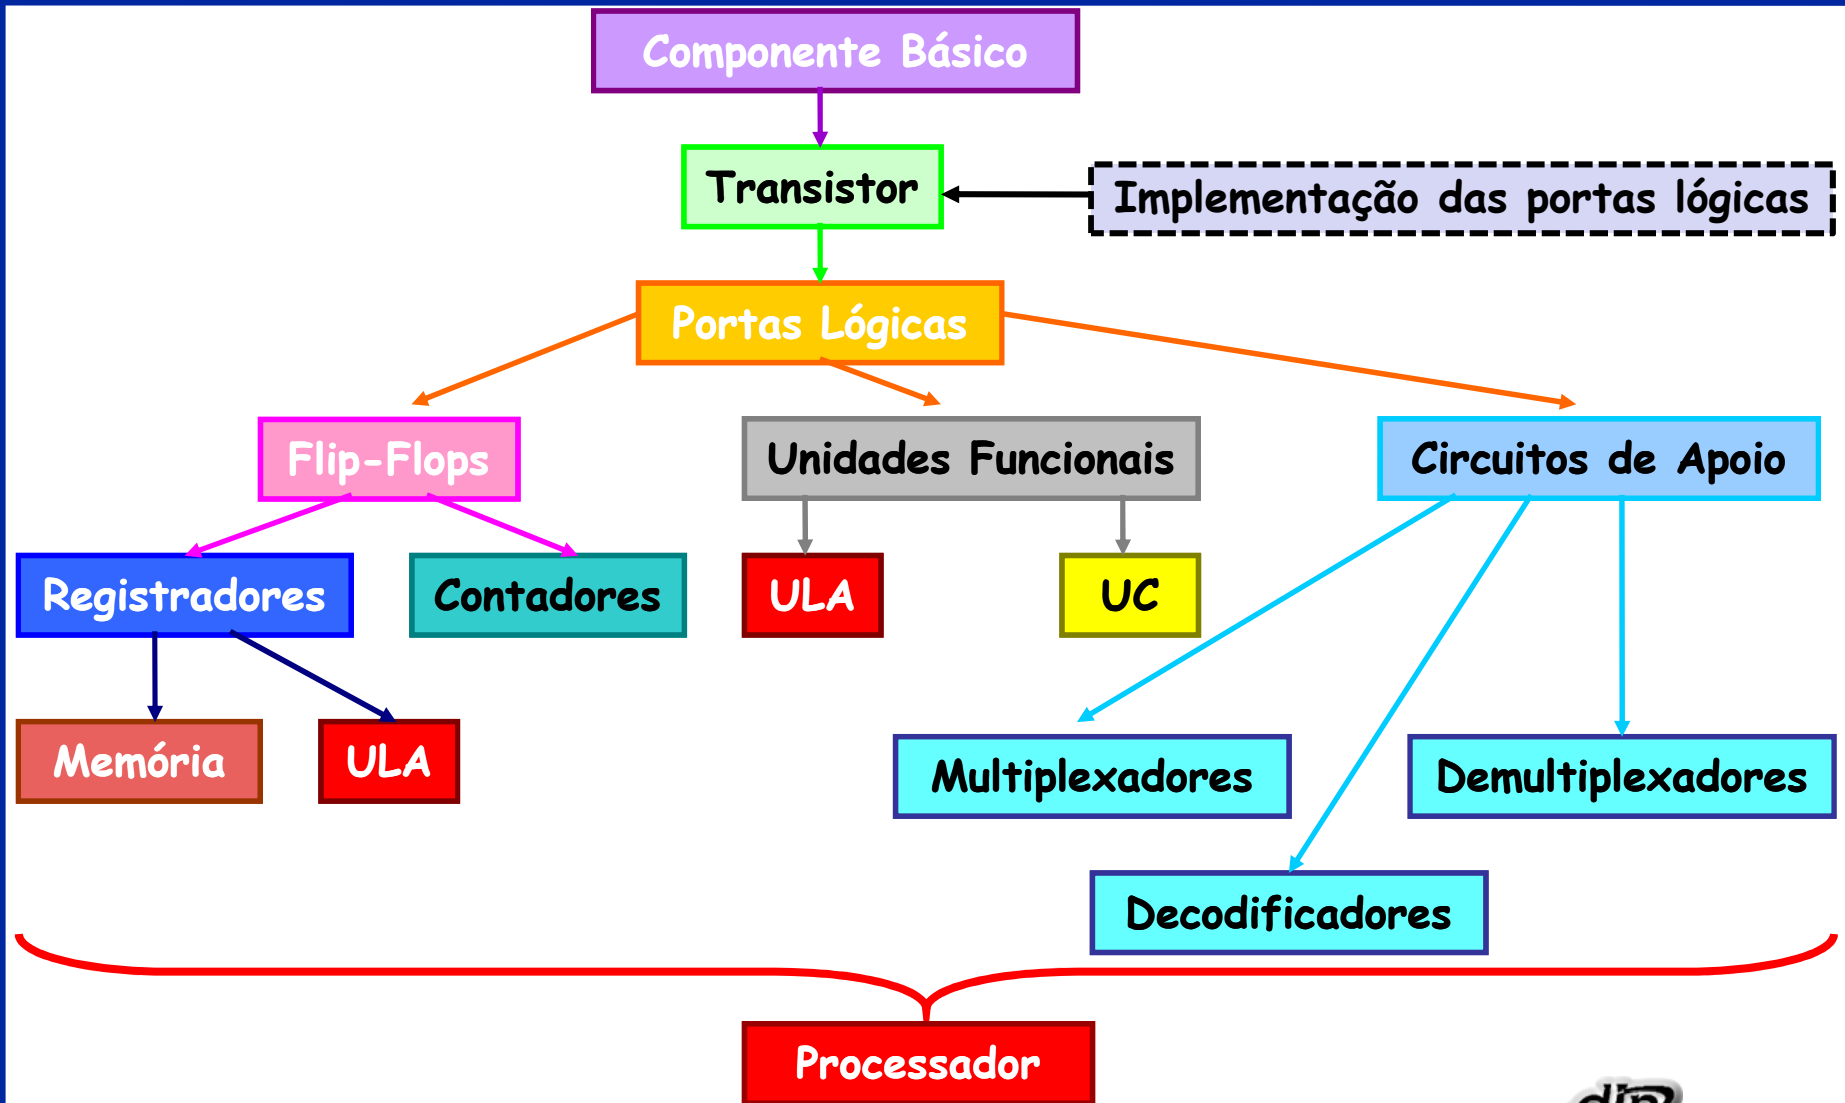 Componente Básico
Transistor
Implementação das portas lógicas
Portas Lógicas
Flip-Flops
Unidades Funcionais
Circuitos de Apoio
Registradores
Contadores
ULA
UC
Memória
ULA
Multiplexadores
Demultiplexadores
Decodificadores
Processador